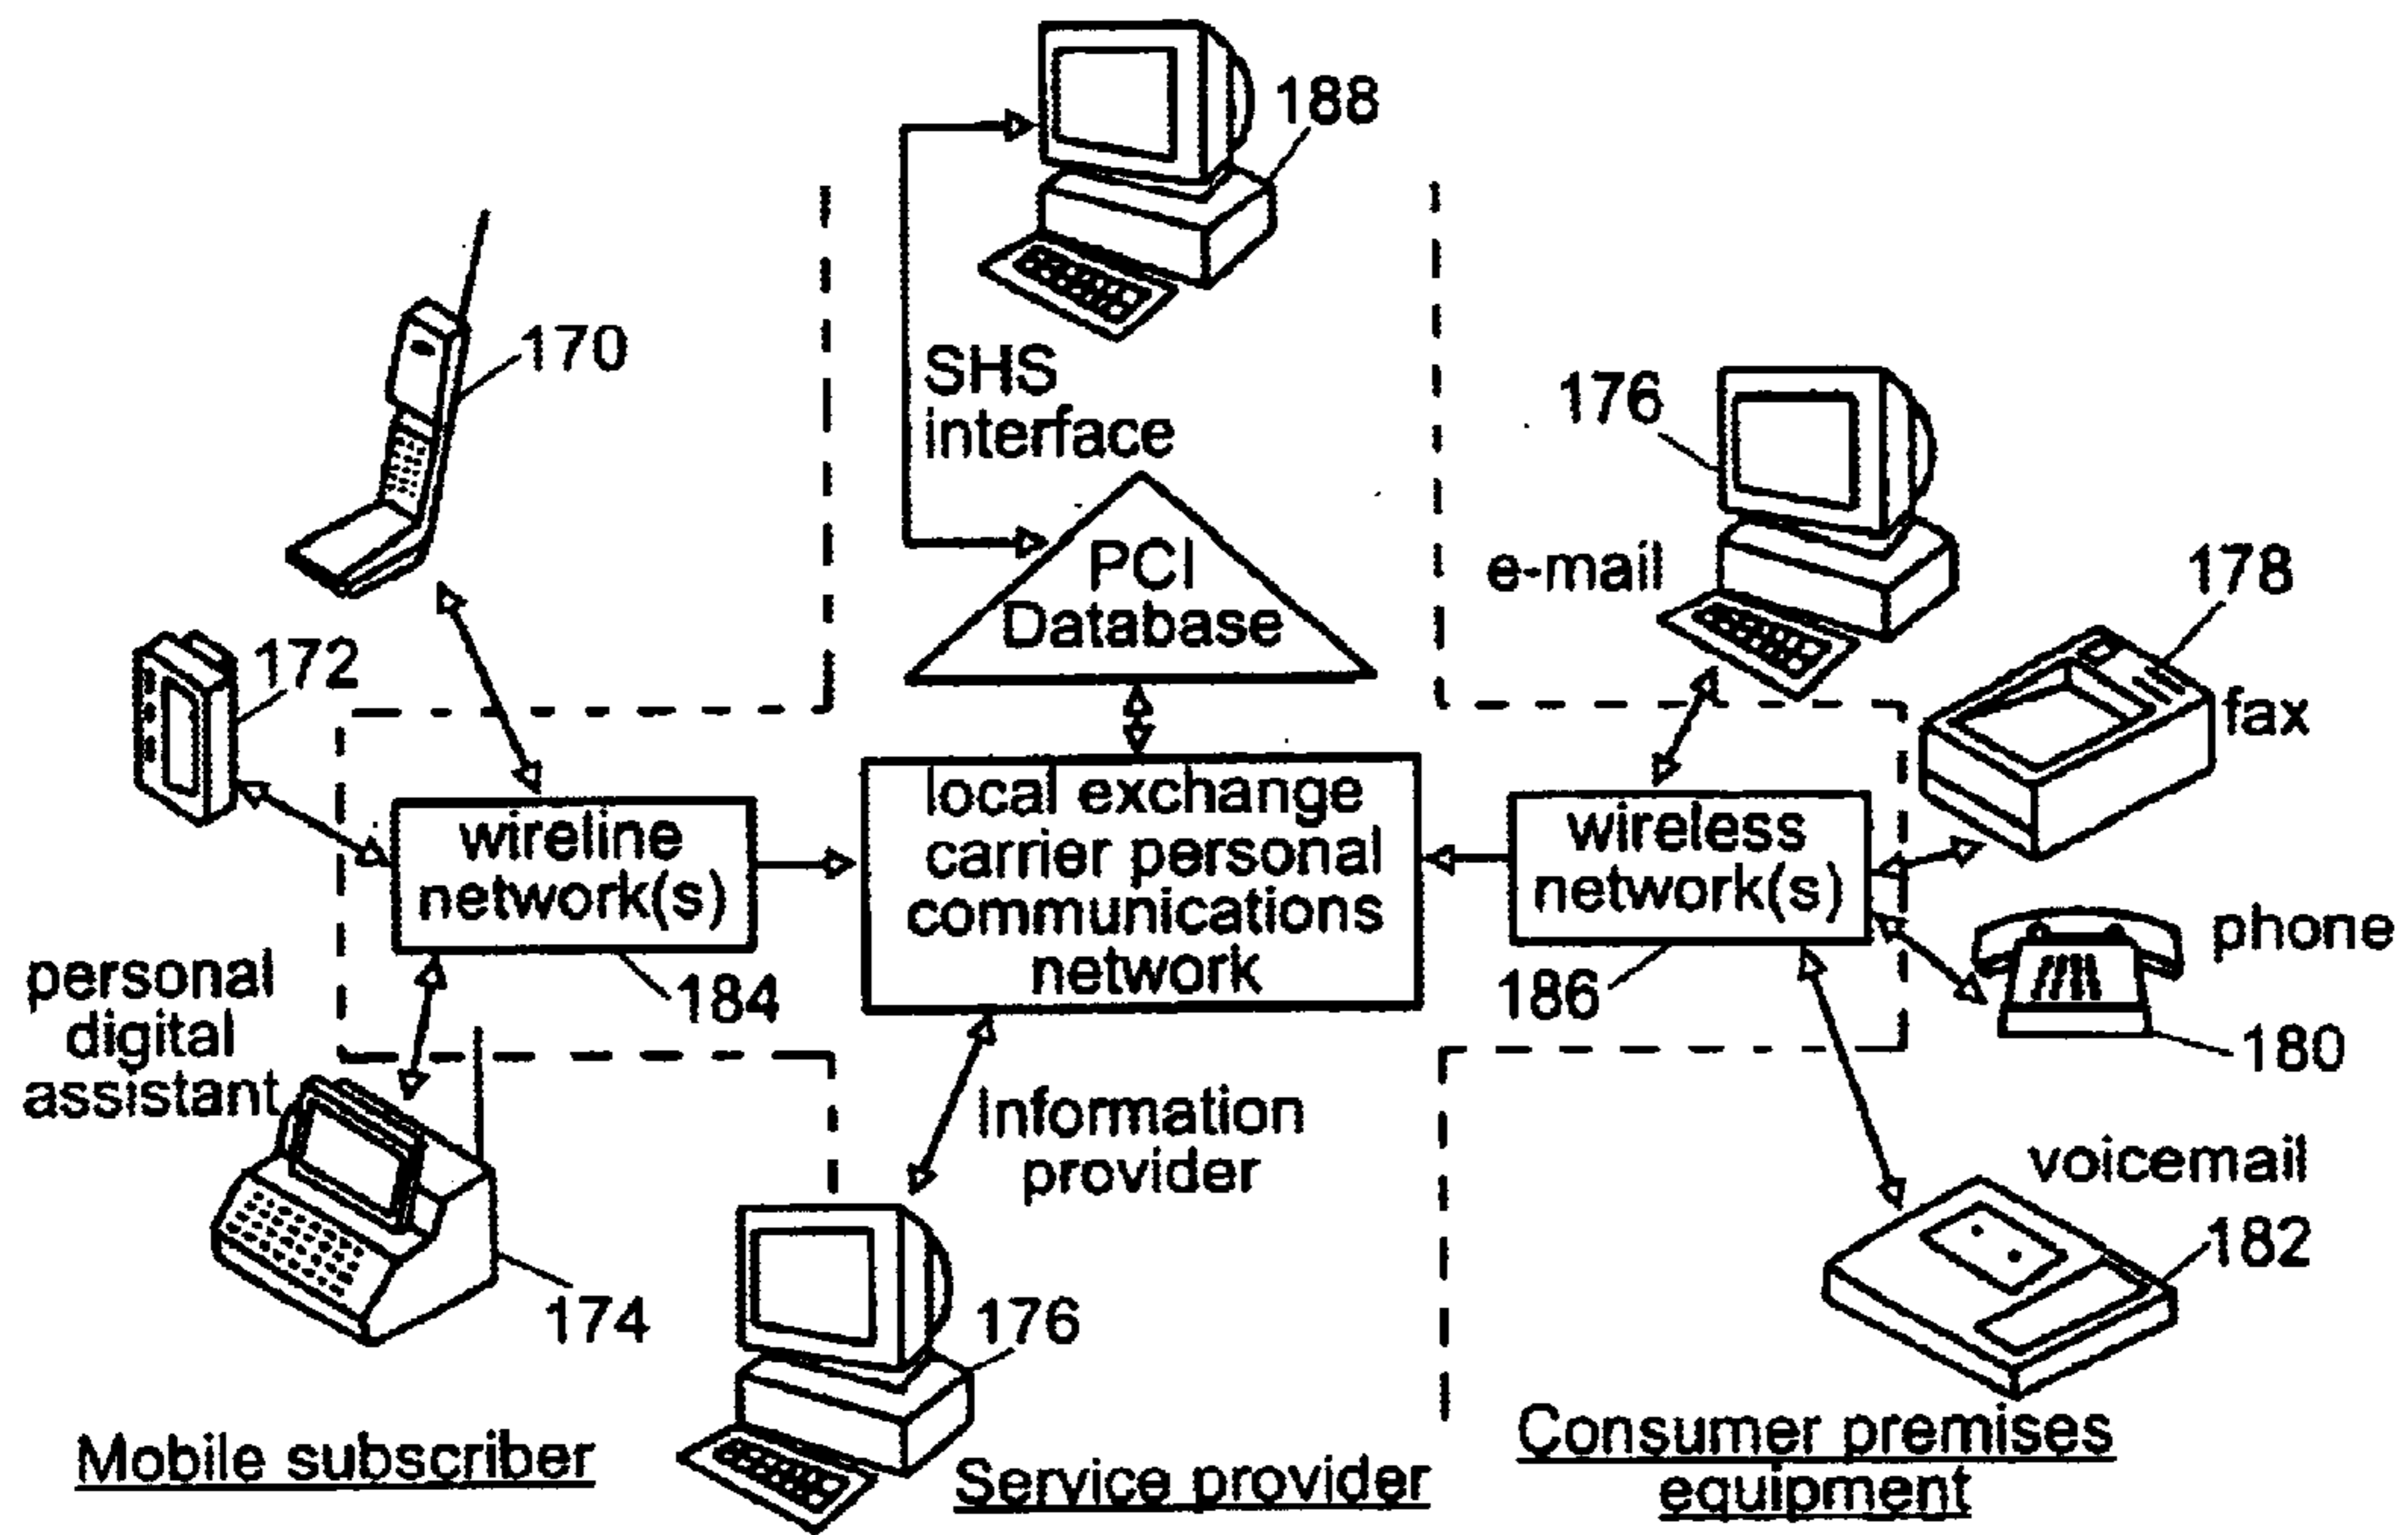 188
170
SHS
interface
176
e-mail
178
fax
172
PCI
Database
wireline
network(s)
184
local exchange
carrier personal
communications
network
wireless
network(s)
186
phone
180
personal
digital
assistant
174
Information
provider
176
voicemail
182
Mobile subscriber
Service provider
Consumer premises
equipment